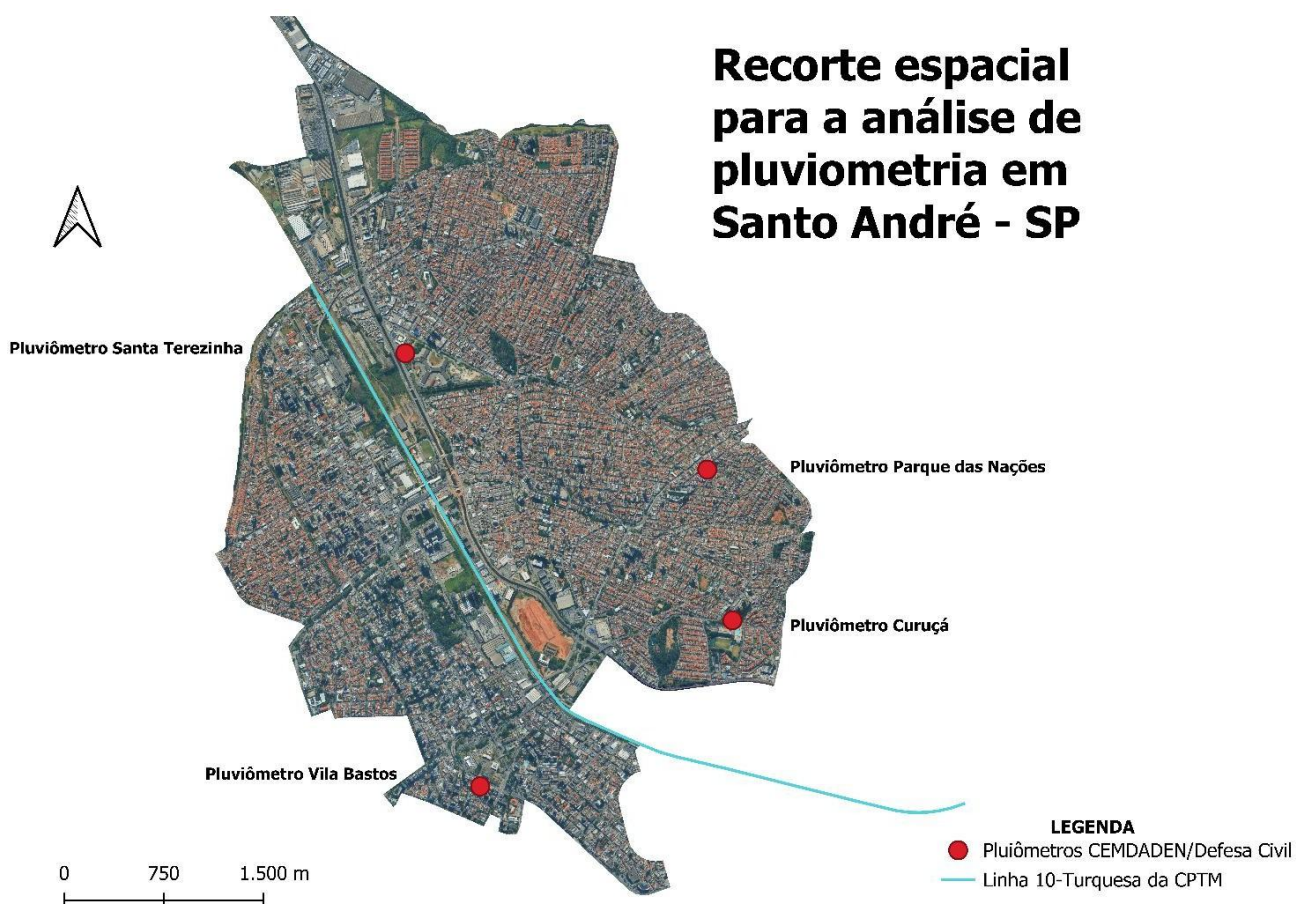 Recorte espacial
para a análise de
pluviometria em
Santo André - SP
Pluviômetro Santa Terezinha
Pluviômetro Parque das Nações
Pluviômetro Curuçá
Pluviômetro Vila Bastos
LEGENDA
Pluiômetros CEMDADEN/Defesa Civil
Linha 10-Turquesa da CPTM
0 750 1.500 m